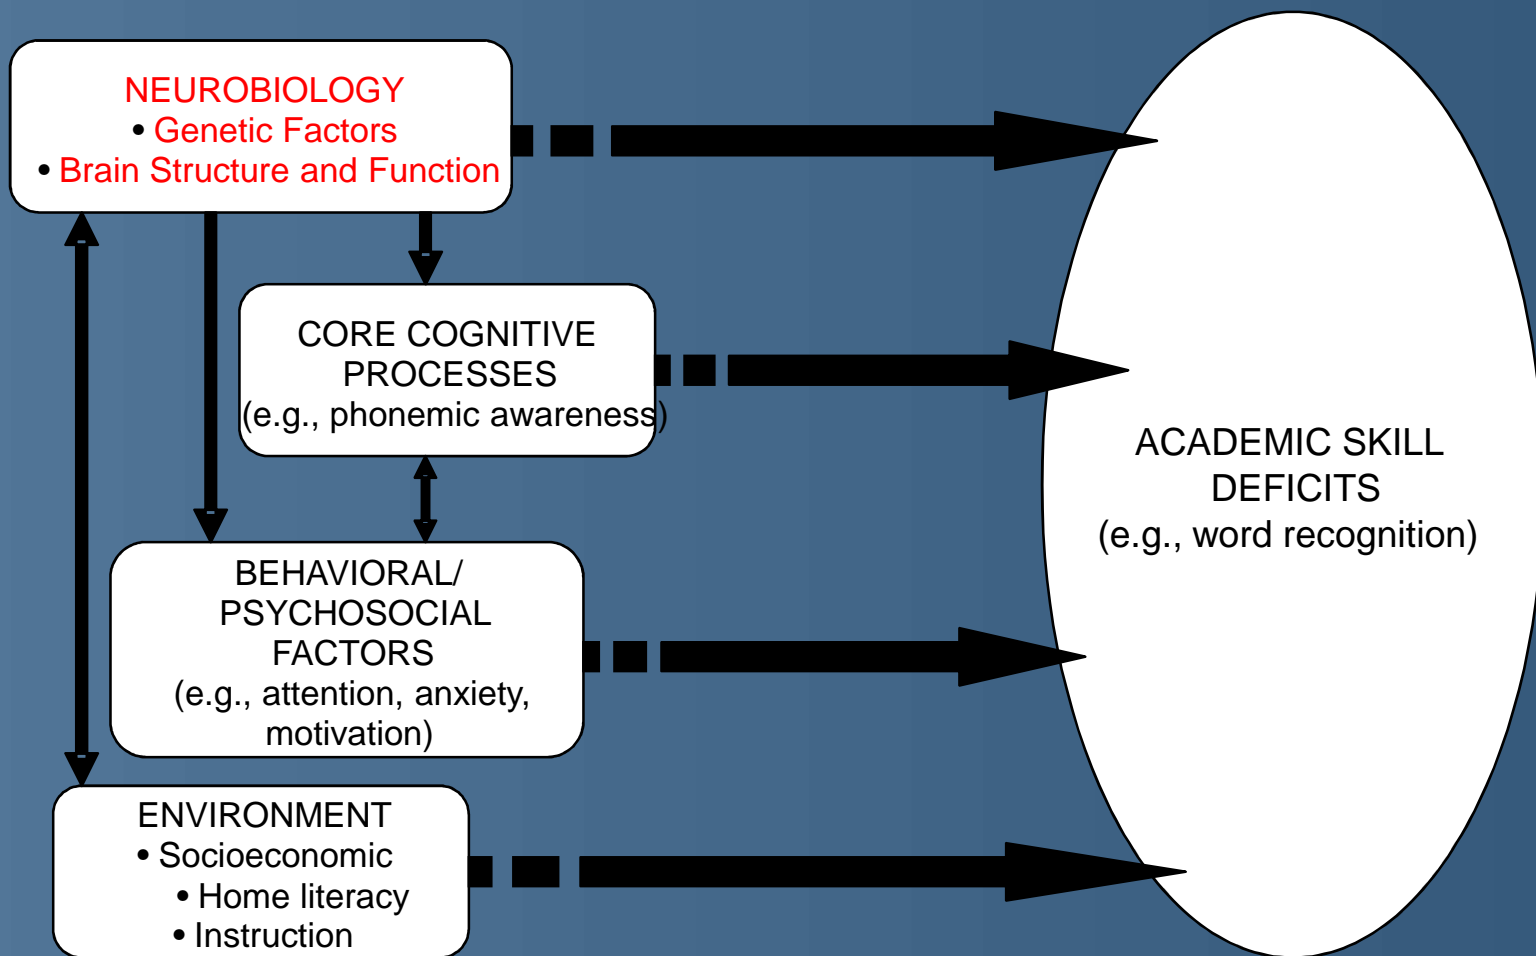 NEUROBIOLOGY
• Genetic Factors
• Brain Structure and Function
CORE COGNITIVE
PROCESSES
(e.g., phonemic awareness)
BEHAVIORAL/
PSYCHOSOCIAL
FACTORS
(e.g., attention, anxiety,
motivation)
ENVIRONMENT
• Socioeconomic
• Home literacy
• Instruction
ACADEMIC SKILL
DEFICITS
(e.g., word recognition)